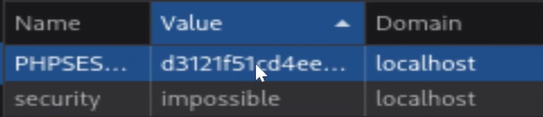 Name Value Domain
PHPSES... d3121f51cd4ee... localhost
security impossible localhost